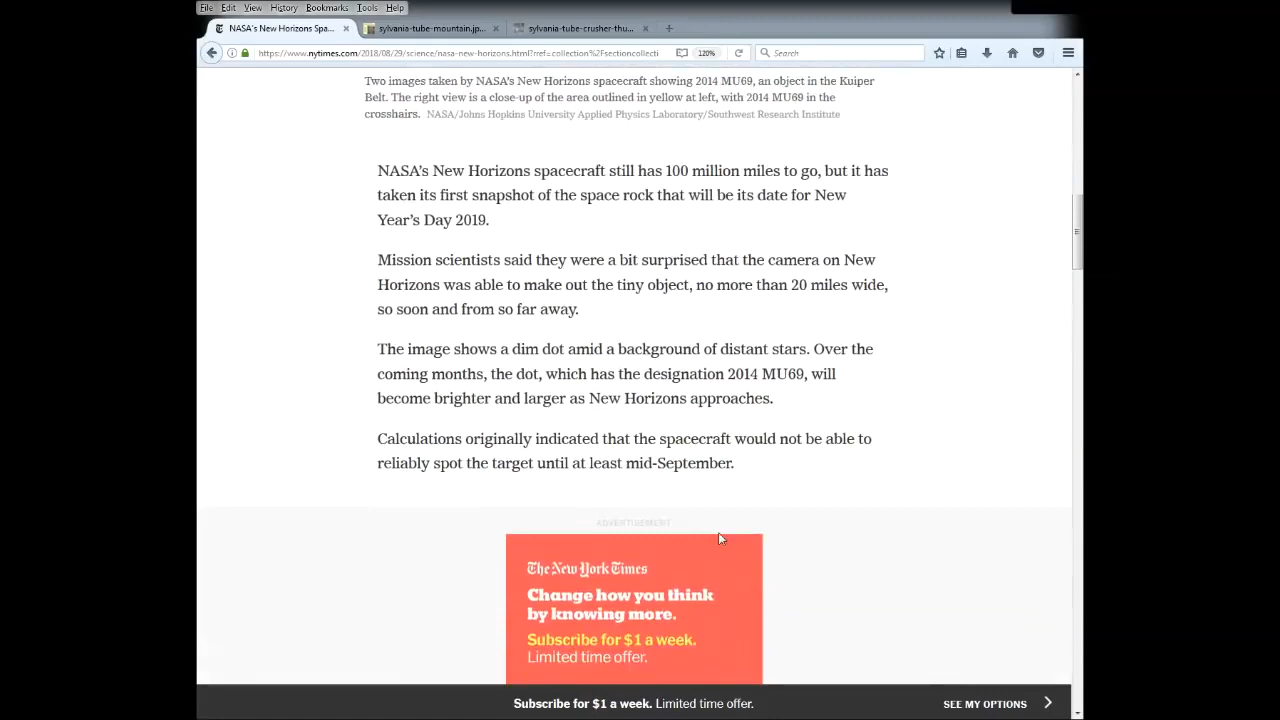 File Edit View History Bookmarks Tools Help
NASA's New Horizons Spa... × sylvania-tube-mountain.jp... × sylvania-tube-crusher-thu... × +
https://www.nytimes.com/2018/08/29/science/nasa-new-horizons.html?ref=collection%2Fsectioncollecti 120% Search
Two images taken by NASA's New Horizons spacecraft showing 2014 MU69, an object in the Kuiper
Belt. The right view is a close-up of the area outlined in yellow at left, with 2014 MU69 in the
crosshairs. NASA/Johns Hopkins University Applied Physics Laboratory/Southwest Research Institute
NASA's New Horizons spacecraft still has 100 million miles to go, but it has
taken its first snapshot of the space rock that will be its date for New
Year's Day 2019.
Mission scientists said they were a bit surprised that the camera on New
Horizons was able to make out the tiny object, no more than 20 miles wide,
so soon and from so far away.
The image shows a dim dot amid a background of distant stars. Over the
coming months, the dot, which has the designation 2014 MU69, will
become brighter and larger as New Horizons approaches.
Calculations originally indicated that the spacecraft would not be able to
reliably spot the target until at least mid-September.
ADVERTISEMENT
The New York Times
Change how you think
by knowing more.
Subscribe for $1 a week.
Limited time offer.
Subscribe for $1 a week. Limited time offer. SEE MY OPTIONS